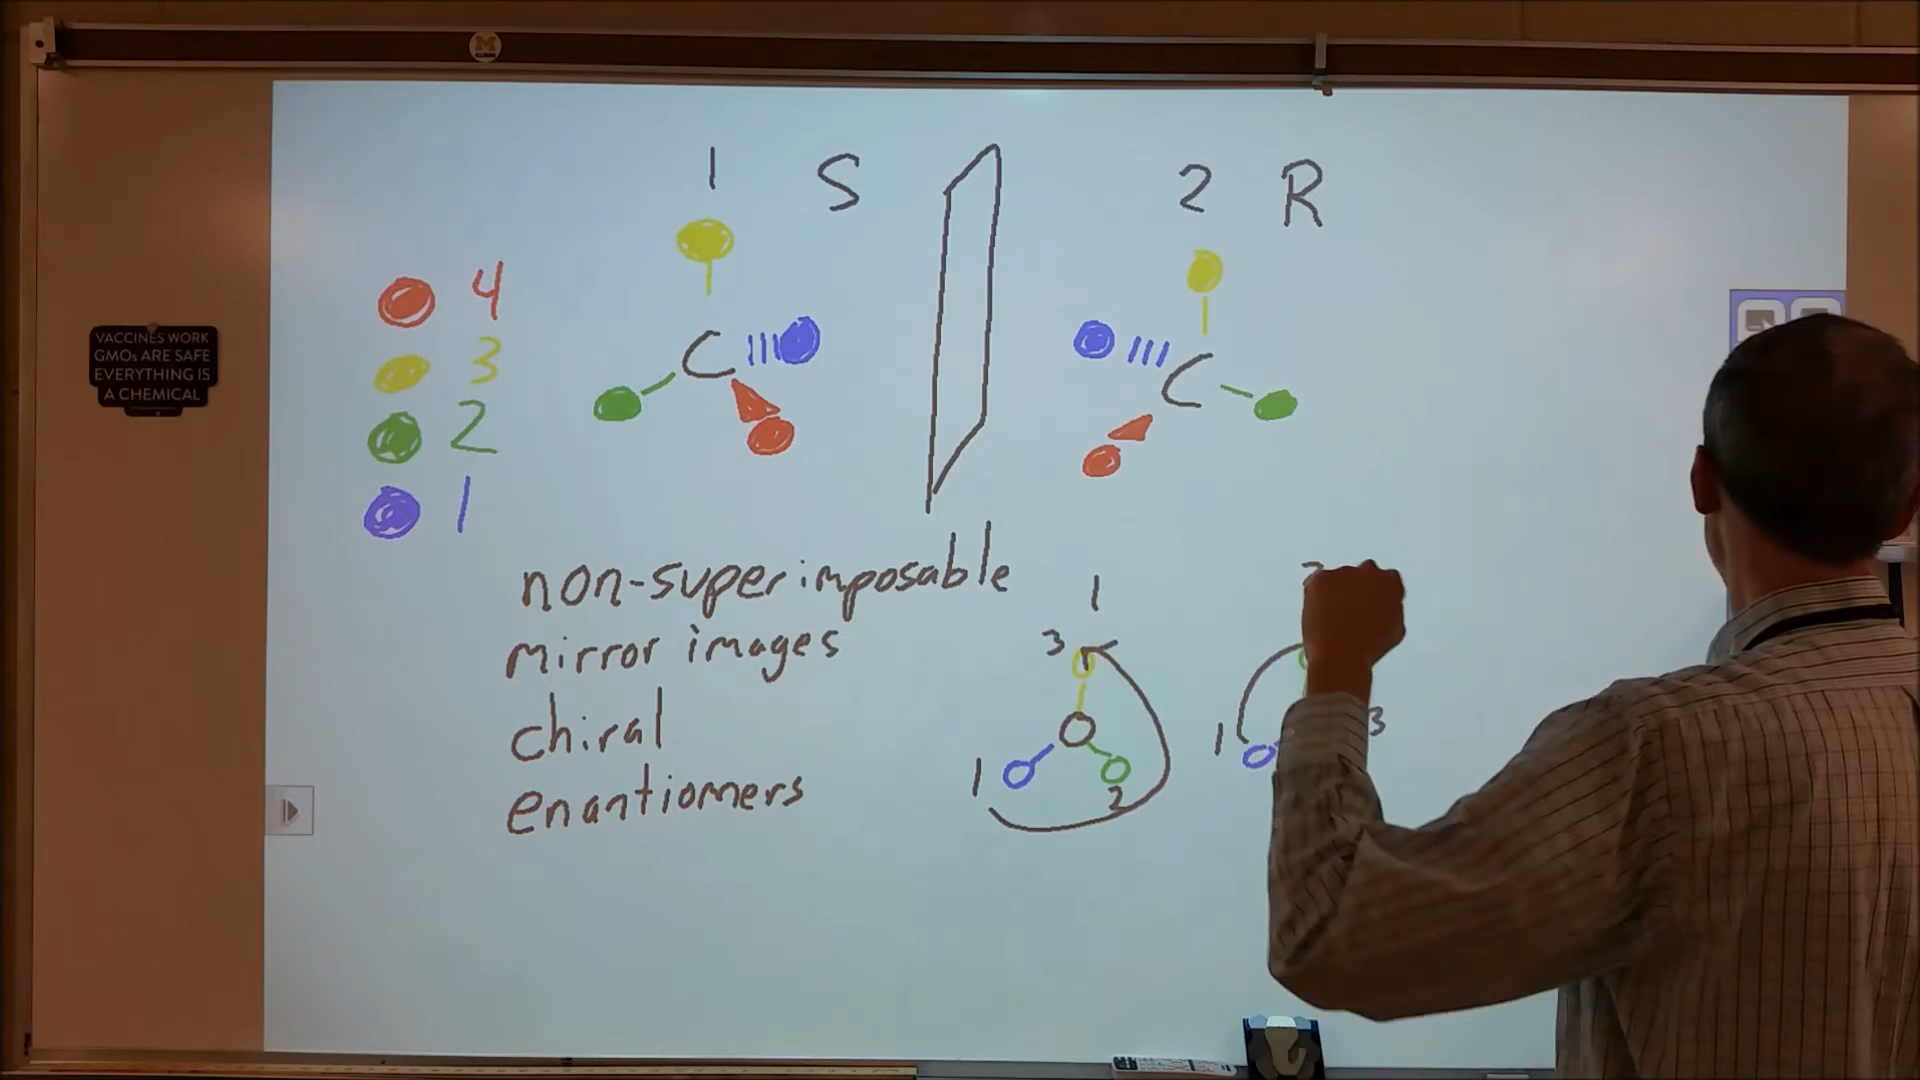 M
1 S
2 R
4
3
2
1
VACCINES WORK
GMOs ARE SAFE
EVERYTHING IS
A CHEMICAL
non-superimposable
mirror images
chiral
enantiomers
1
3
1
2
1
3